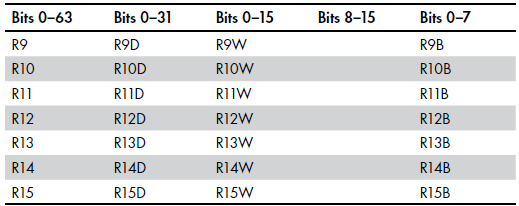 Bits 0–63 Bits 0–31 Bits 0–15 Bits 8–15 Bits 0–7
R9 R9D R9W R9B
R10 R10D R10W R10B
R11 R11D R11W R11B
R12 R12D R12W R12B
R13 R13D R13W R13B
R14 R14D R14W R14B
R15 R15D R15W R15B